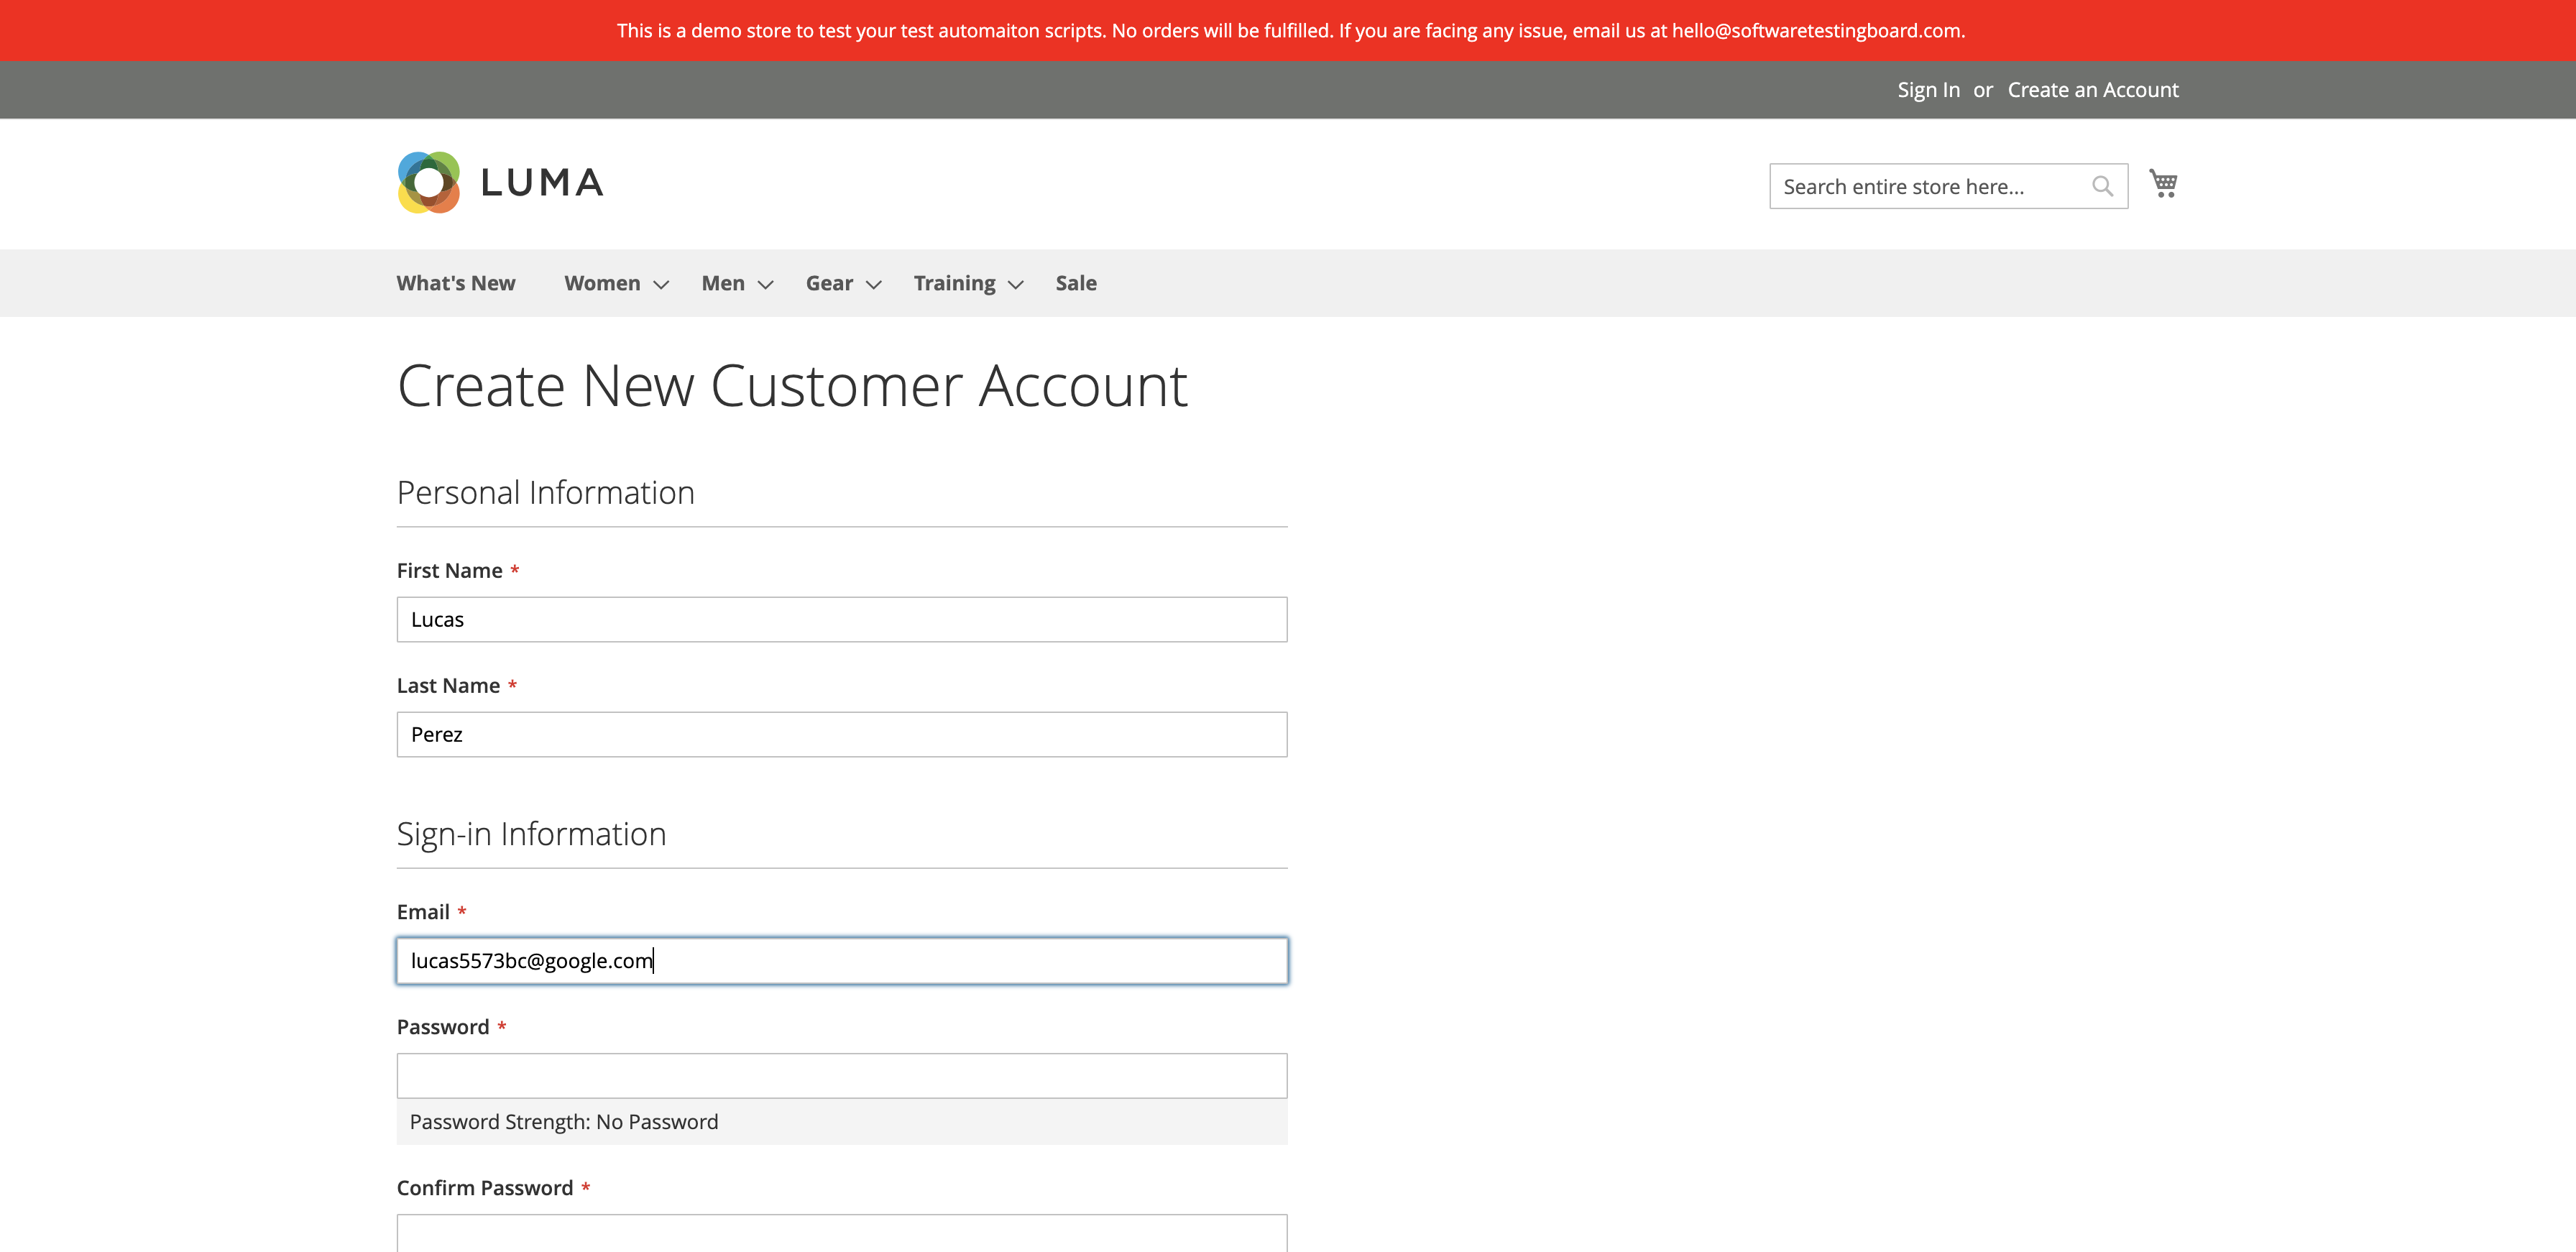 This is a demo store to test your test automaiton scripts. No orders will be fulfilled. If you are facing any issue, email us at hello@softwaretestingboard.com.
Sign In or Create an Account
LUMA
Search entire store here...
What's New Women Men Gear Training Sale
Create New Customer Account
Personal Information
First Name *
Lucas
Last Name *
Perez
Sign-in Information
Email *
lucas5573bc@google.com
Password *
Password Strength: No Password
Confirm Password *